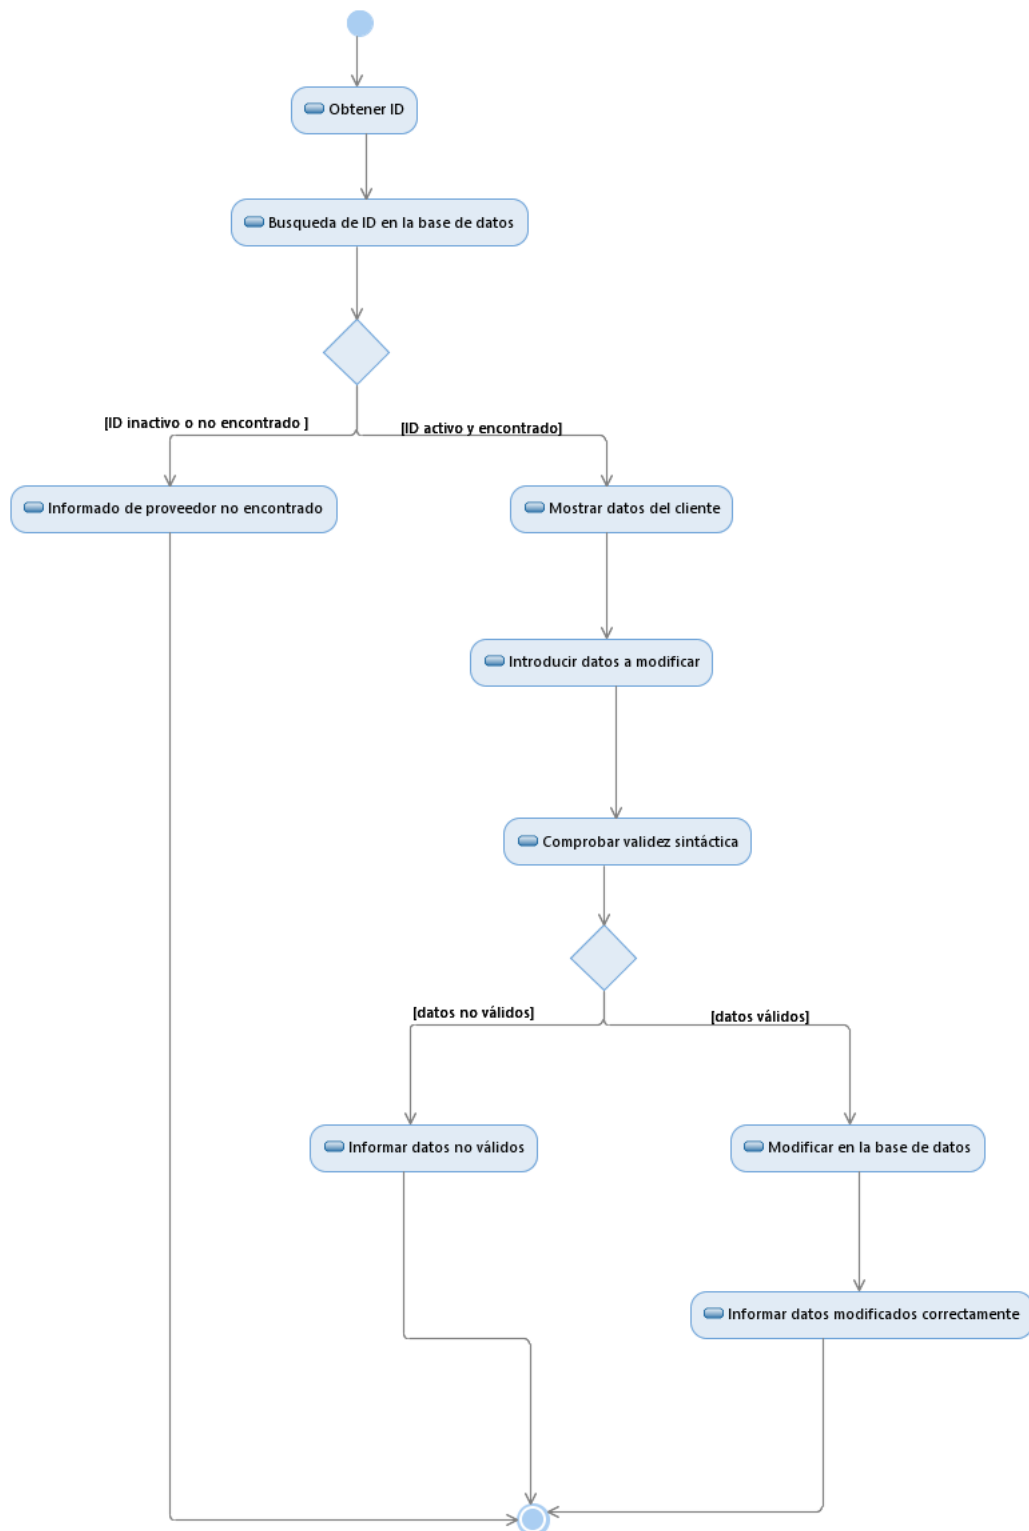 Obtener ID
Busqueda de ID en la base de datos
[ID inactivo o no encontrado ]
[ID activo y encontrado]
Informado de proveedor no encontrado
Mostrar datos del cliente
Introducir datos a modificar
Comprobar validez sintáctica
[datos no válidos]
[datos válidos]
Informar datos no válidos
Modificar en la base de datos
Informar datos modificados correctamente